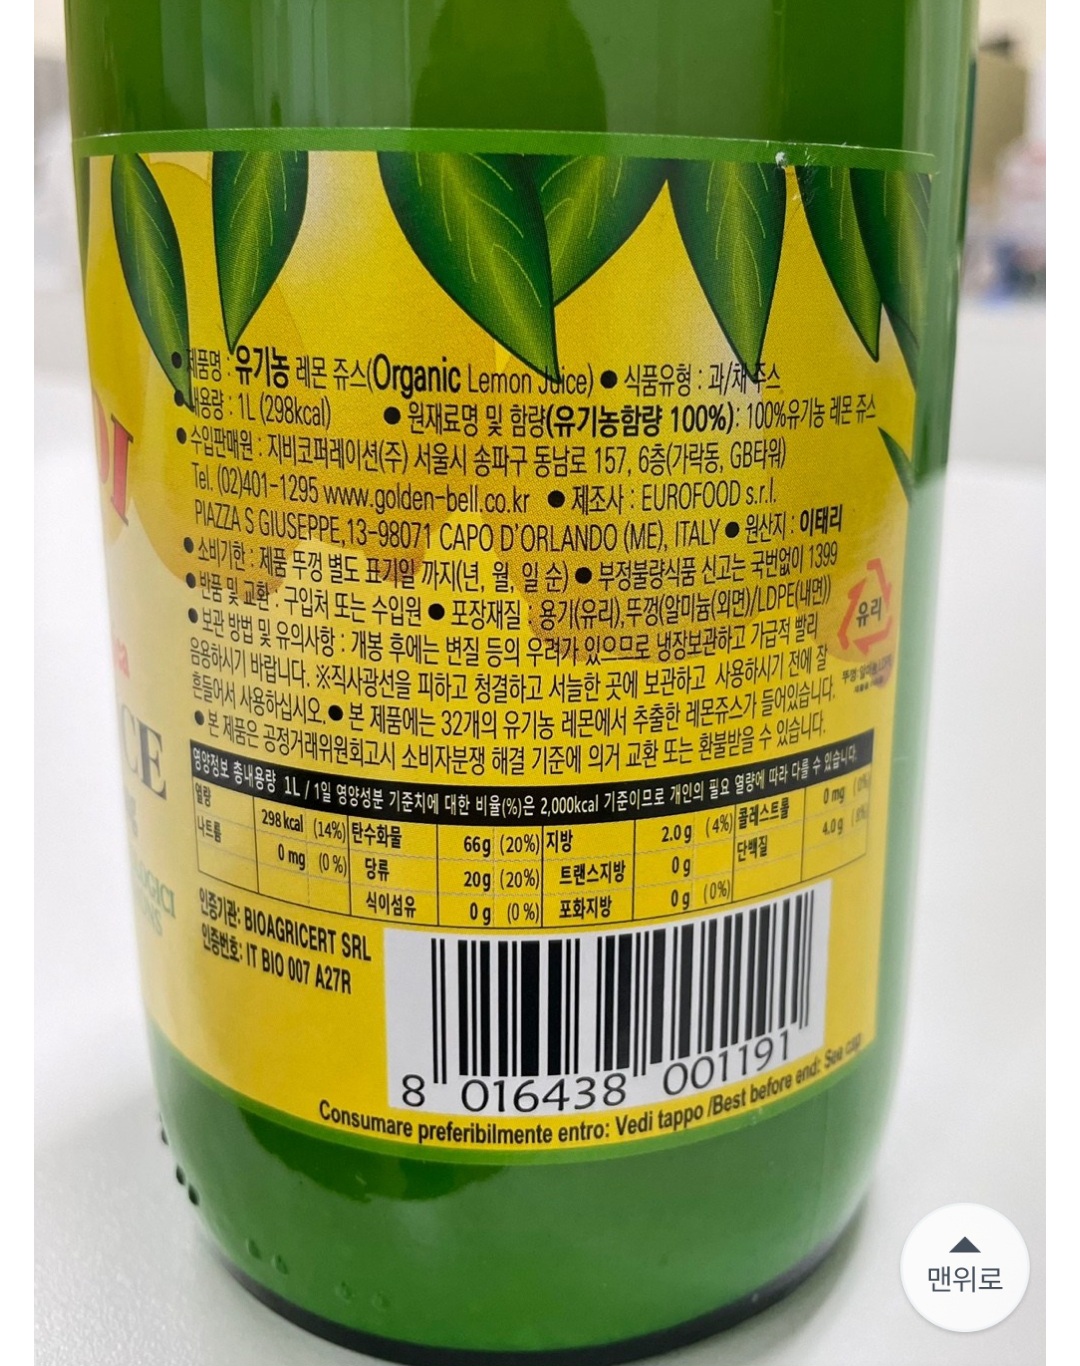 ● 제품명 : 유기농 레몬 쥬스(Organic Lemon Juice) ● 식품유형 : 과/채 주스
● 내용량 : 1L (298kcal) ● 원재료명 및 함량(유기농함량 100%) : 100%유기농 레몬 쥬스
● 수입판매원 : 지비코퍼레이션(주) 서울시 송파구 동남로 157, 6층(가락동, GB타워)
Tel. (02)401-1295 www.golden-bell.co.kr ● 제조사 : EUROFOOD s.r.l.
PIAZZA S GIUSEPPE,13-98071 CAPO D'ORLANDO (ME), ITALY ● 원산지 : 이태리
● 소비기한 : 제품 뚜껑 별도 표기일 까지(년, 월, 일 순) ● 부정불량식품 신고는 국번없이 1399
● 반품 및 교환 : 구입처 또는 수입원 ● 포장재질 : 용기(유리),뚜껑(알미늄(외면)/LDPE(내면))
● 보관 방법 및 유의사항 : 개봉 후에는 변질 등의 우려가 있으므로 냉장보관하고 가급적 빨리
음용하시기 바랍니다. ※직사광선을 피하고 청결하고 서늘한 곳에 보관하고 사용하시기 전에 잘
흔들어서 사용하십시오.● 본 제품에는 32개의 유기농 레몬에서 추출한 레몬쥬스가 들어있습니다.
● 본 제품은 공정거래위원회고시 소비자분쟁 해결 기준에 의거 교환 또는 환불받을 수 있습니다.
유리
CE
영양정보 총내용량 1L / 1일 영양성분 기준치에 대한 비율(%)은 2,000kcal 기준이므로 개인의 필요 열량에 따라 다를 수 있습니다.
열량 298kcal (14%) 탄수화물 66g (20%) 지방 2.0g (4%) 콜레스트롤 0mg (0%)
나트륨 0mg (0%) 당류 20g (20%) 트랜스지방 0g 단백질 4.0g (8%)
식이섬유 0g (0%) 포화지방 0g (0%)
인증기관: BIOAGRICERT SRL
인증번호: IT BIO 007 A27R
8 016438 001191
Consumare preferibilmente entro: Vedi tappo /Best before end: See cap
맨위로